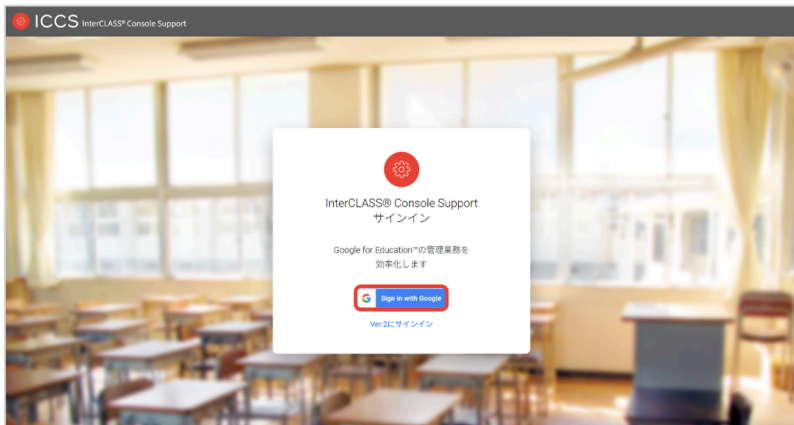 ICCS InterCLASS® Console Support
InterCLASS® Console Support
サインイン
Google for Education™の管理業務を
効率化します
Sign in with Google
Ver.2にサインイン